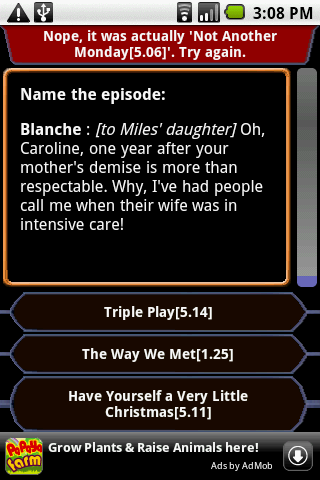 3:08 PM
Nope, it was actually 'Not Another
Monday[5.06]'. Try again.
Name the episode:
Blanche : [to Miles' daughter] Oh,
Caroline, one year after your
mother's demise is more than
respectable. Why, I've had people
call me when their wife was in
intensive care!
Triple Play[5.14]
The Way We Met[1.25]
Have Yourself a Very Little
Christmas[5.11]
Papaya
Farm
Grow Plants & Raise Animals here!
Ads by AdMob